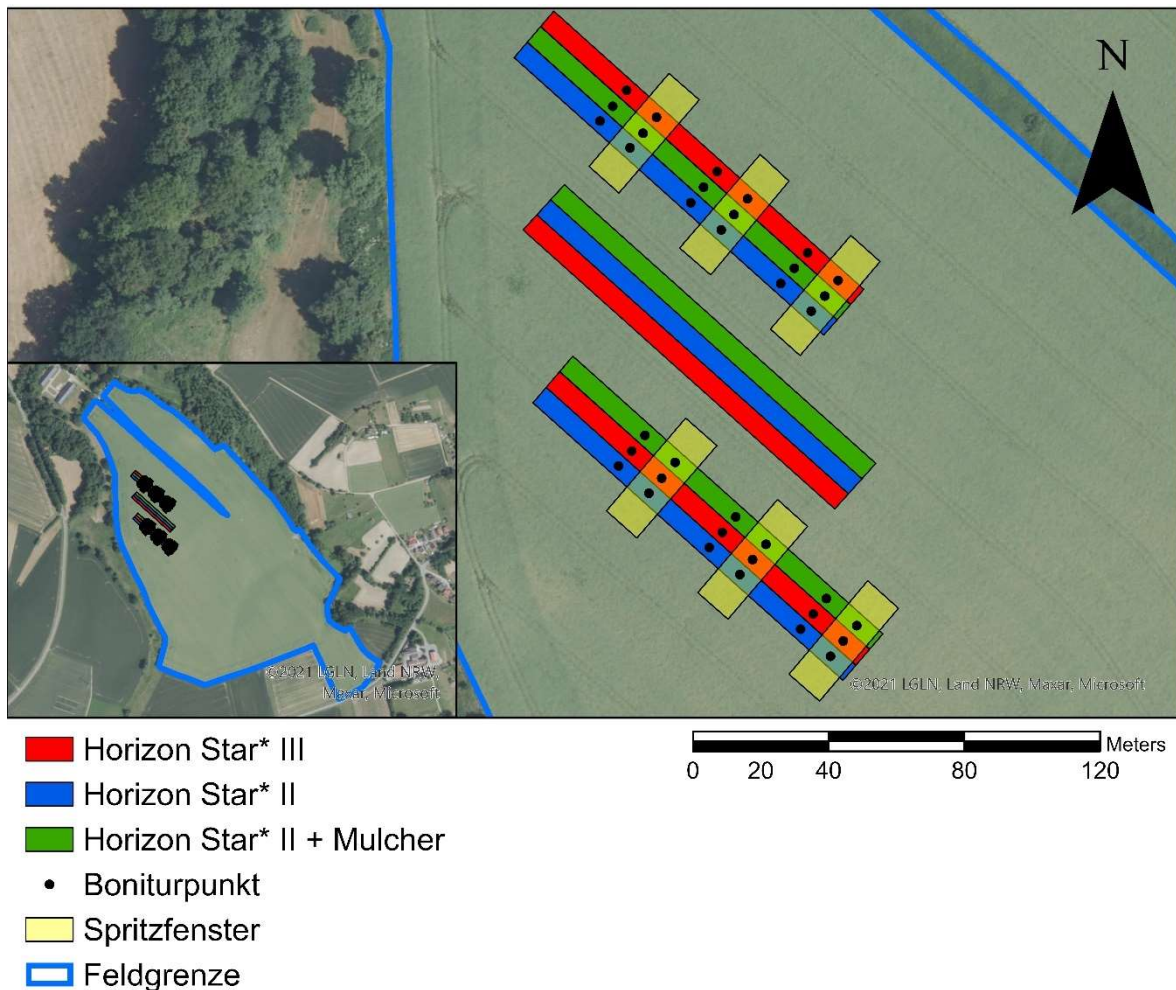 N
©2021 LGLN, Land NRW,
Maxar, Microsoft
©2021 LGLN, Land NRW, Maxar, Microsoft
Horizon Star* III
Horizon Star* II
Horizon Star* II + Mulcher
Boniturpunkt
Spritzfenster
Feldgrenze
Meters
0 20 40 80 120